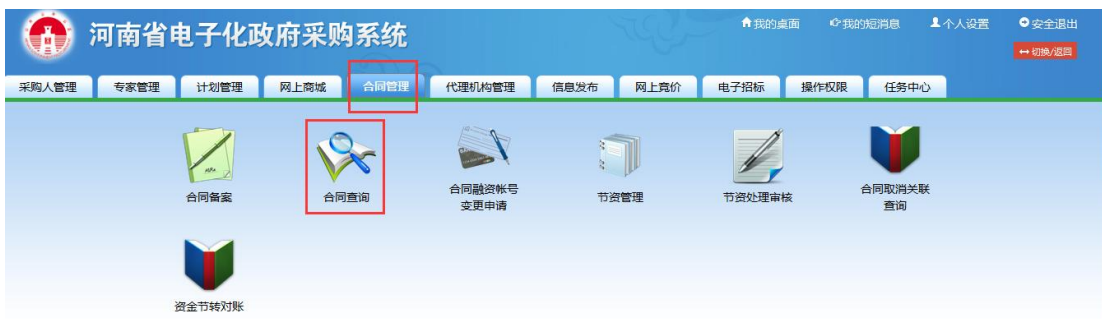 河南省电子化政府采购系统
我的桌面 我的短消息 个人设置 安全退出
切换/返回
采购人管理 专家管理 计划管理 网上商城 合同管理 代理机构管理 信息发布 网上竞价 电子招标 操作权限 任务中心
合同备案 合同查询 合同融资帐号 节资管理 节资处理审核 合同取消关联
变更申请 查询
资金节转对账